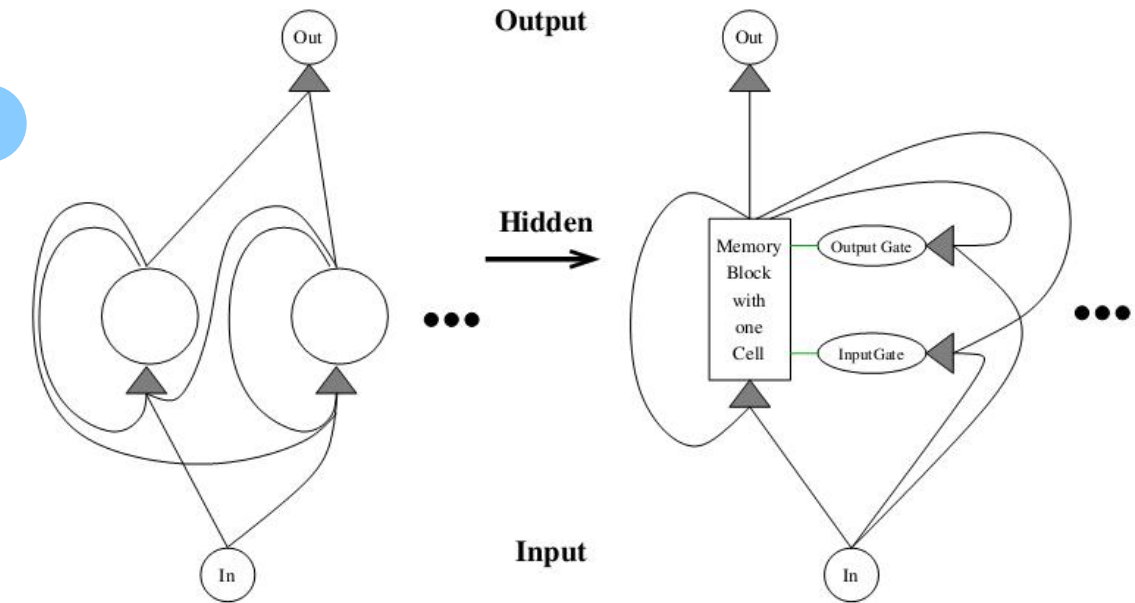 Out
Output
Out
Hidden
Memory
Block
with
one
Cell
Output Gate
InputGate
Input
In
In